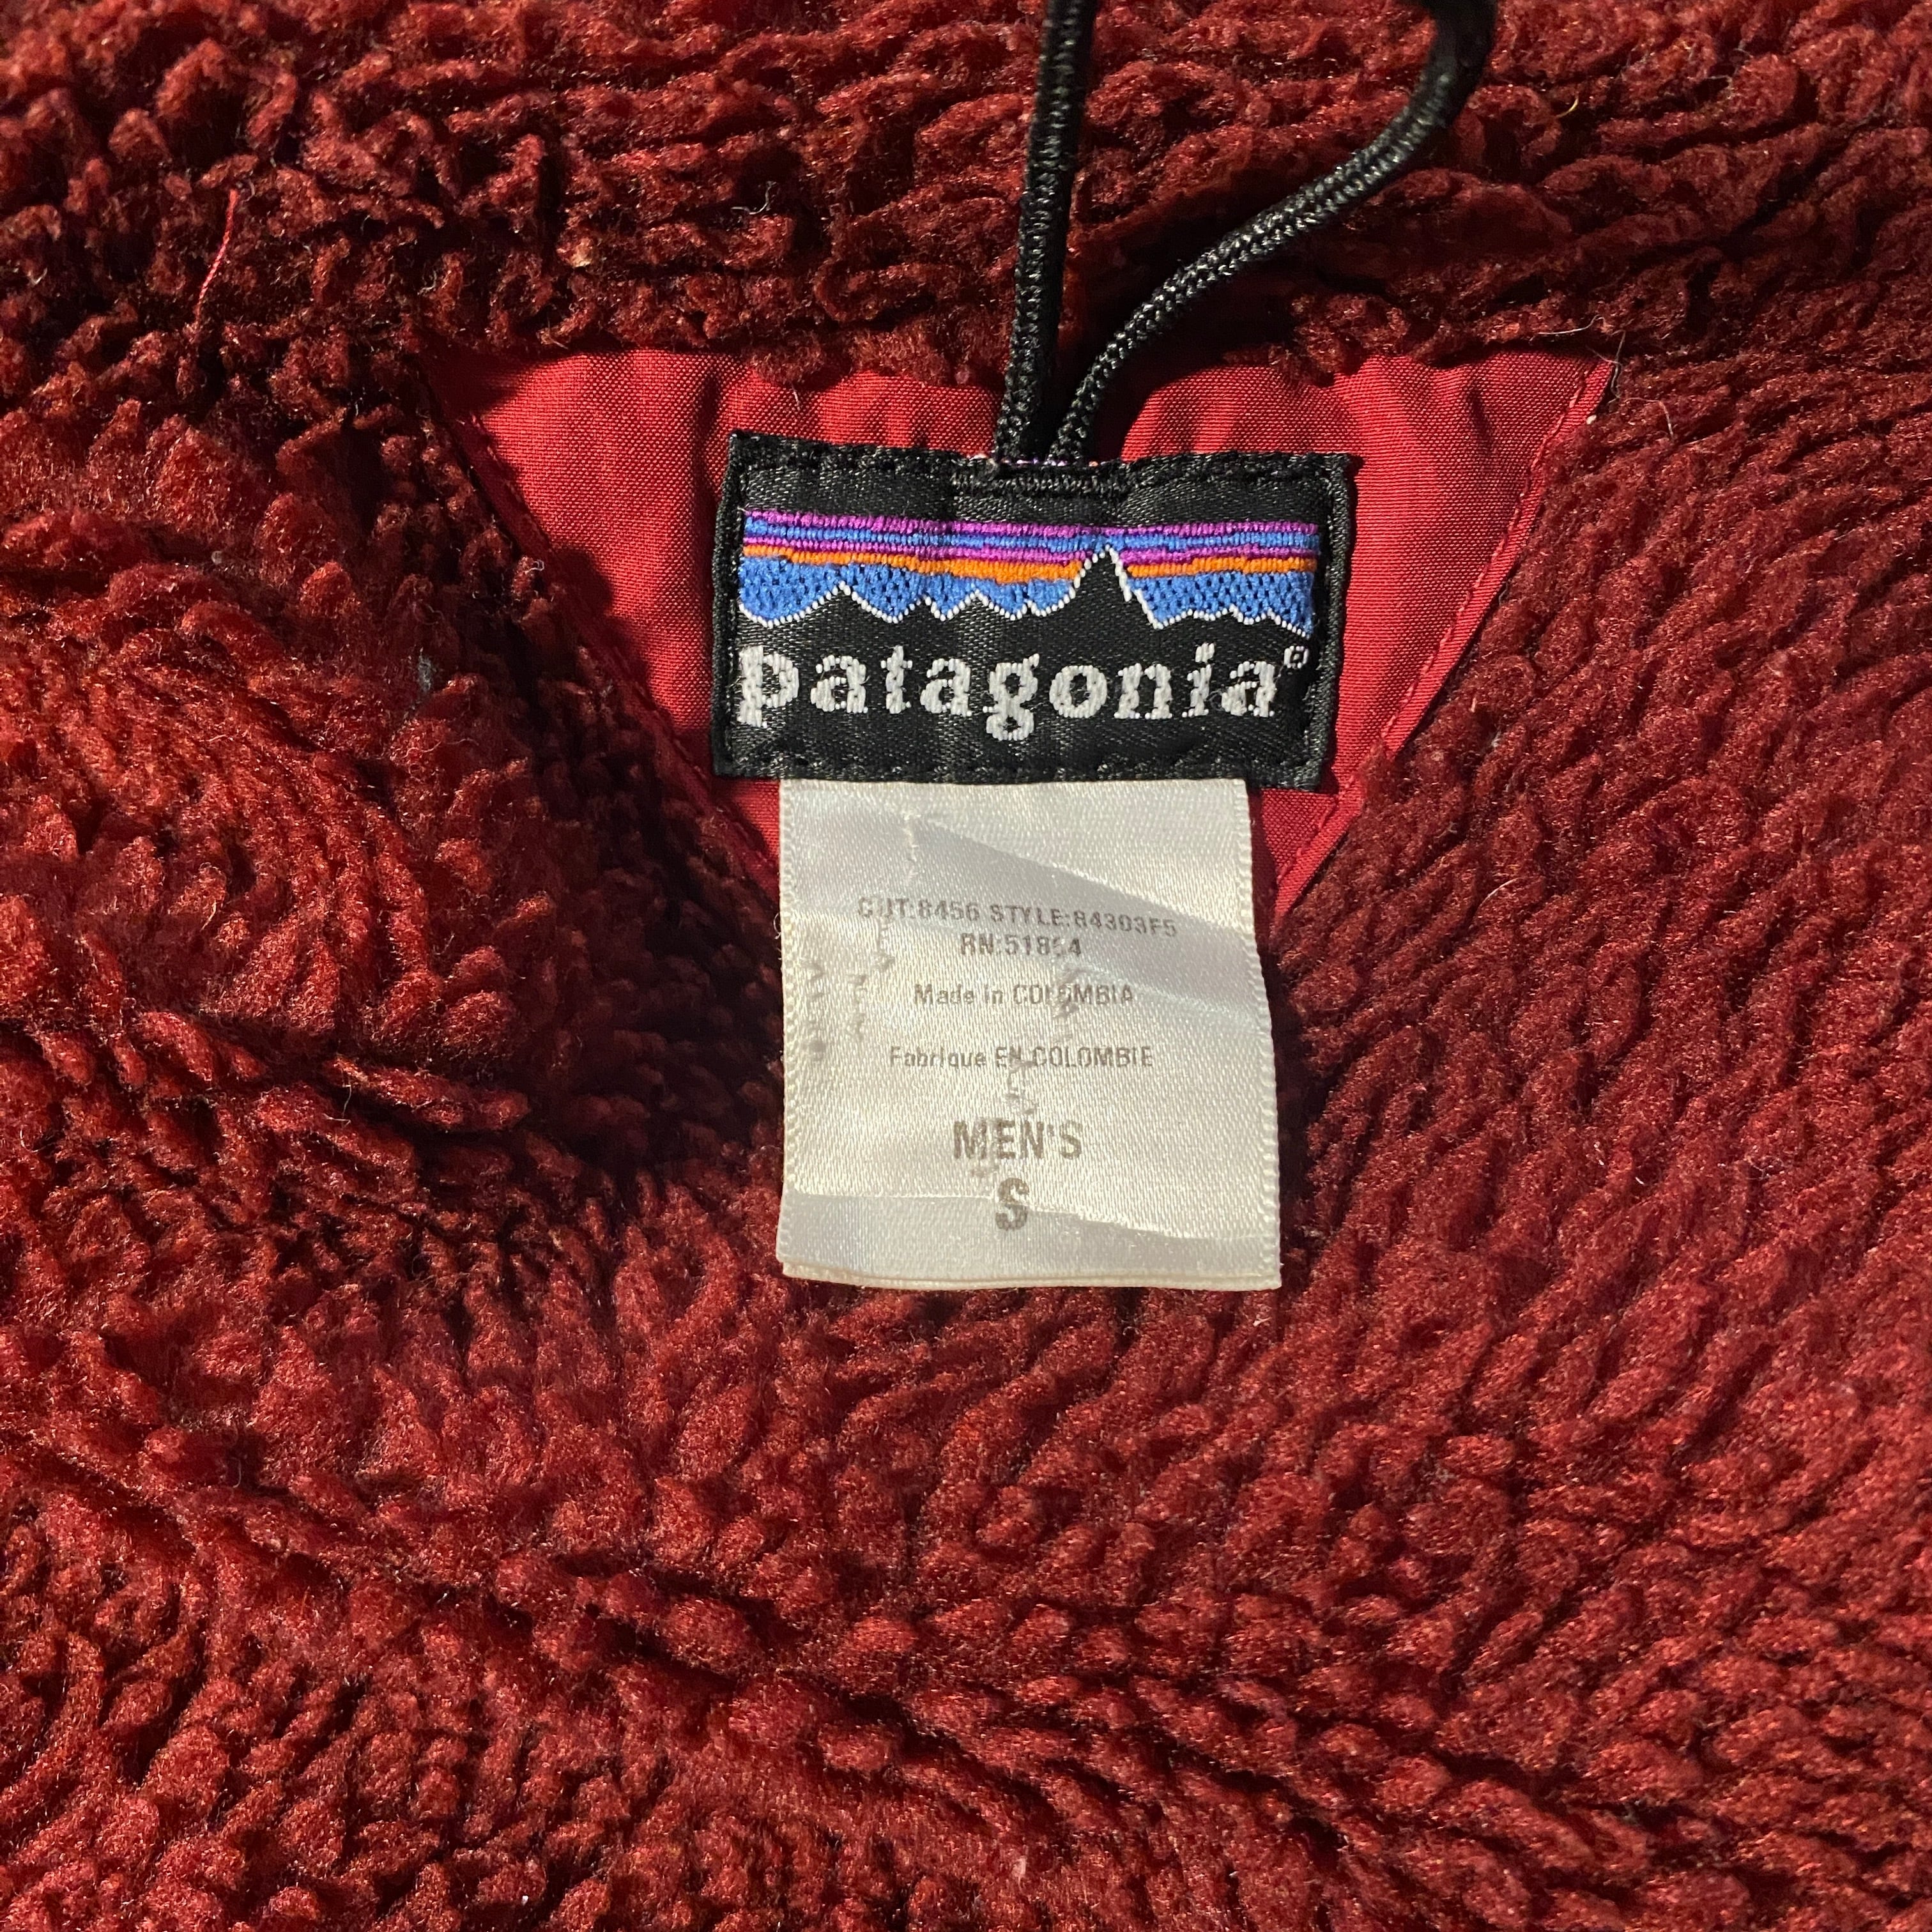 patagonia®
CUT:8456 STYLE:84303F5
RN:51884
Made in COLOMBIA
Fabrique EN COLOMBIE
MEN'S
S